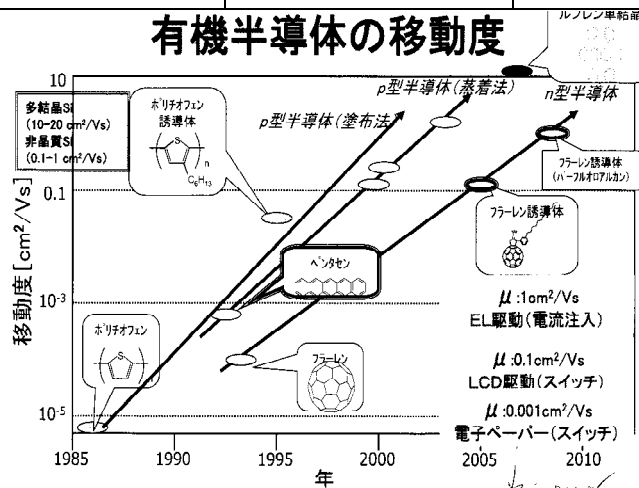 有機半導体の移動度
ルブレン単結晶
10
p型半導体(蒸着法)
n型半導体
多結晶Si
(10-20 cm²/Vs)
非晶質Si
(0.1-1 cm²/Vs)
ポリチオフェン
誘導体
S
n
C₆H₁₃
p型半導体(塗布法)
フラーレン誘導体
(パーフルオロアルカン)
0.1
フラーレン誘導体
移動度[cm²/Vs]
ペンタセン
10⁻³
μ:1cm²/Vs
EL駆動(電流注入)
ポリチオフェン
S
フラーレン
μ:0.1cm²/Vs
LCD駆動(スイッチ)
μ:0.001cm²/Vs
電子ペーパー(スイッチ)
10⁻⁵
1985
1990
1995
2000
2005
2010
年